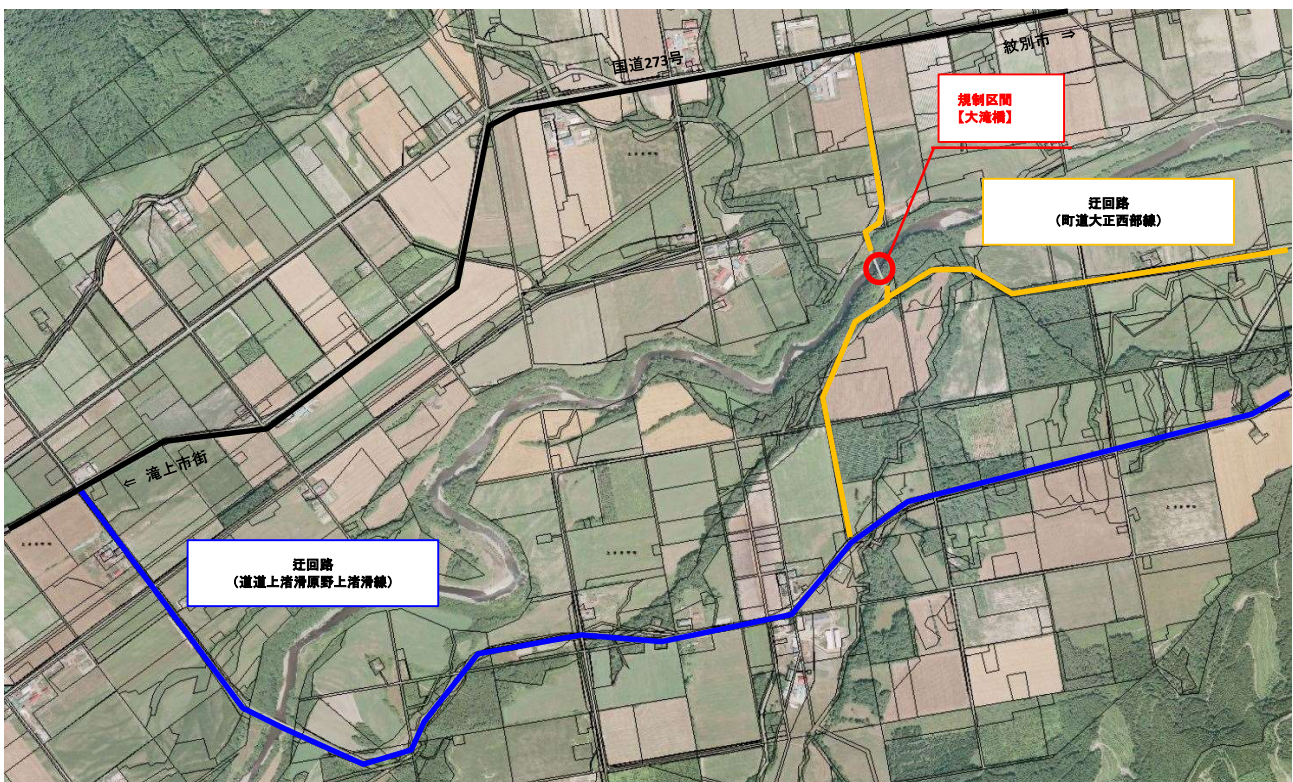 国道273号
紋別市 ⇒
規制区間
【大滝橋】
迂回路
（町道大正西部線）
⇐ 滝上市街
迂回路
（道道上渚滑原野上渚滑線）